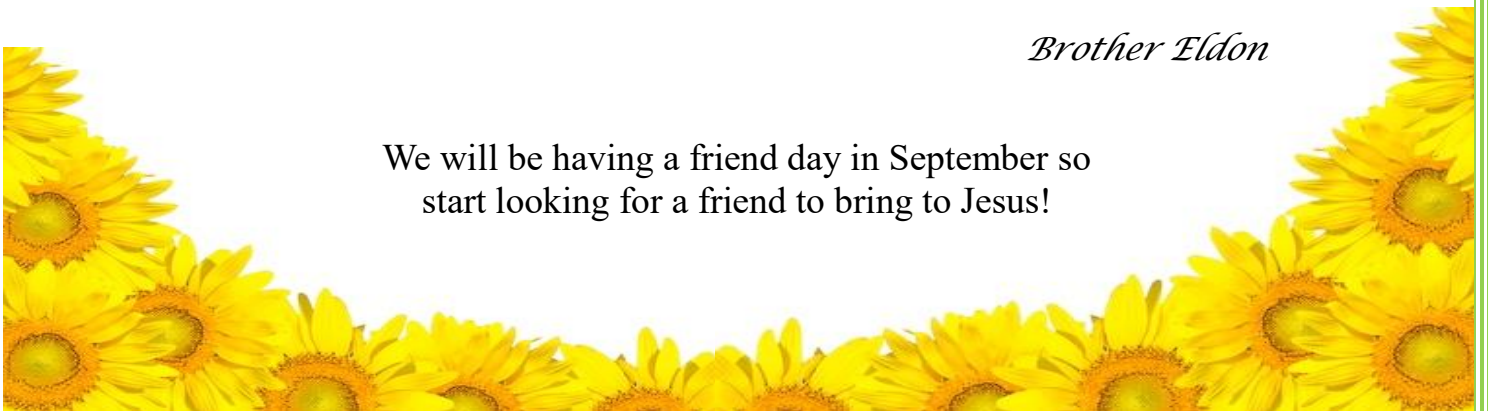 Brother Eldon
We will be having a friend day in September so
start looking for a friend to bring to Jesus!